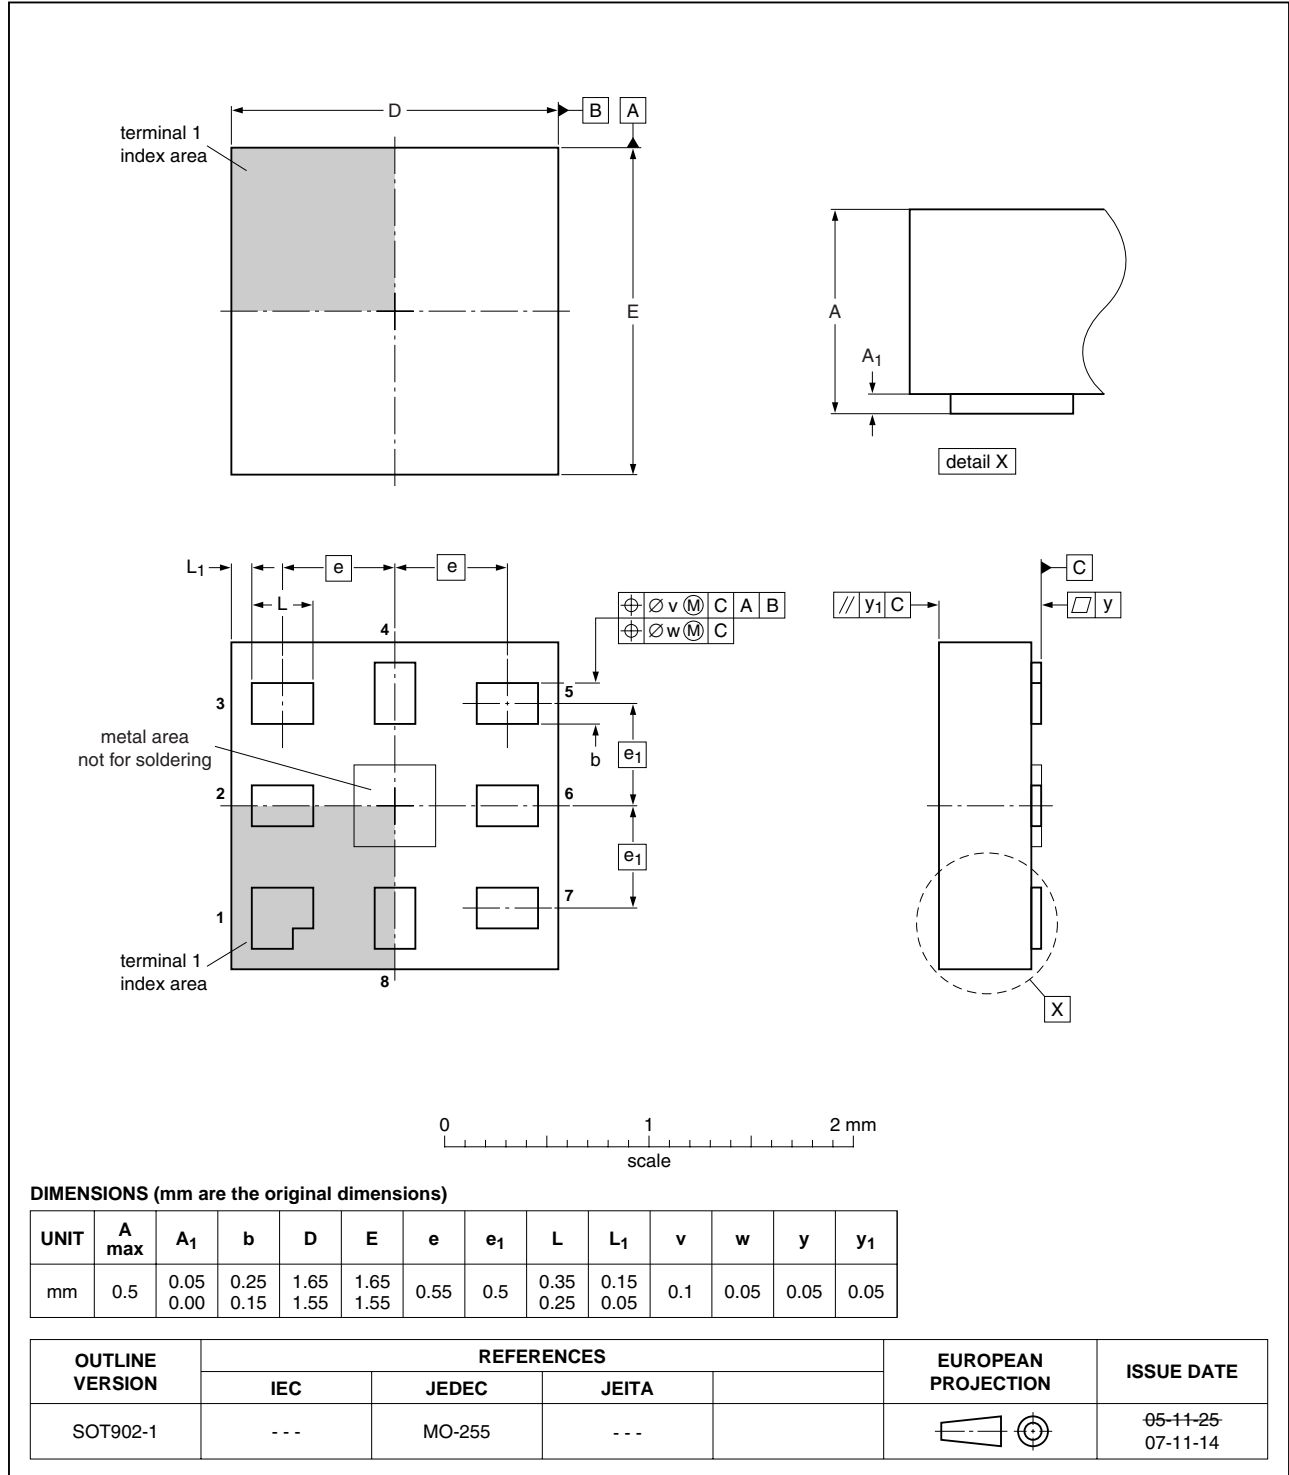 D
B
A
terminal 1
index area
E
A
A1
detail X
L1
e
e
L
⌖ ⌀ v Ⓜ C A B
⌖ ⌀ w Ⓜ C
4
3
5
b
e1
metal area
not for soldering
2
6
e1
1
7
terminal 1
index area
8
// y1 C
C
⏥ y
X
0 1 2 mm
scale
DIMENSIONS (mm are the original dimensions)
UNIT A max A1 b D E e e1 L L1 v w y y1
mm 0.5 0.05 0.00 0.25 0.15 1.65 1.55 1.65 1.55 0.55 0.5 0.35 0.25 0.15 0.05 0.1 0.05 0.05 0.05
OUTLINE VERSION REFERENCES EUROPEAN PROJECTION ISSUE DATE
IEC JEDEC JEITA
SOT902-1 - - - MO-255 - - - 05-11-25
07-11-14